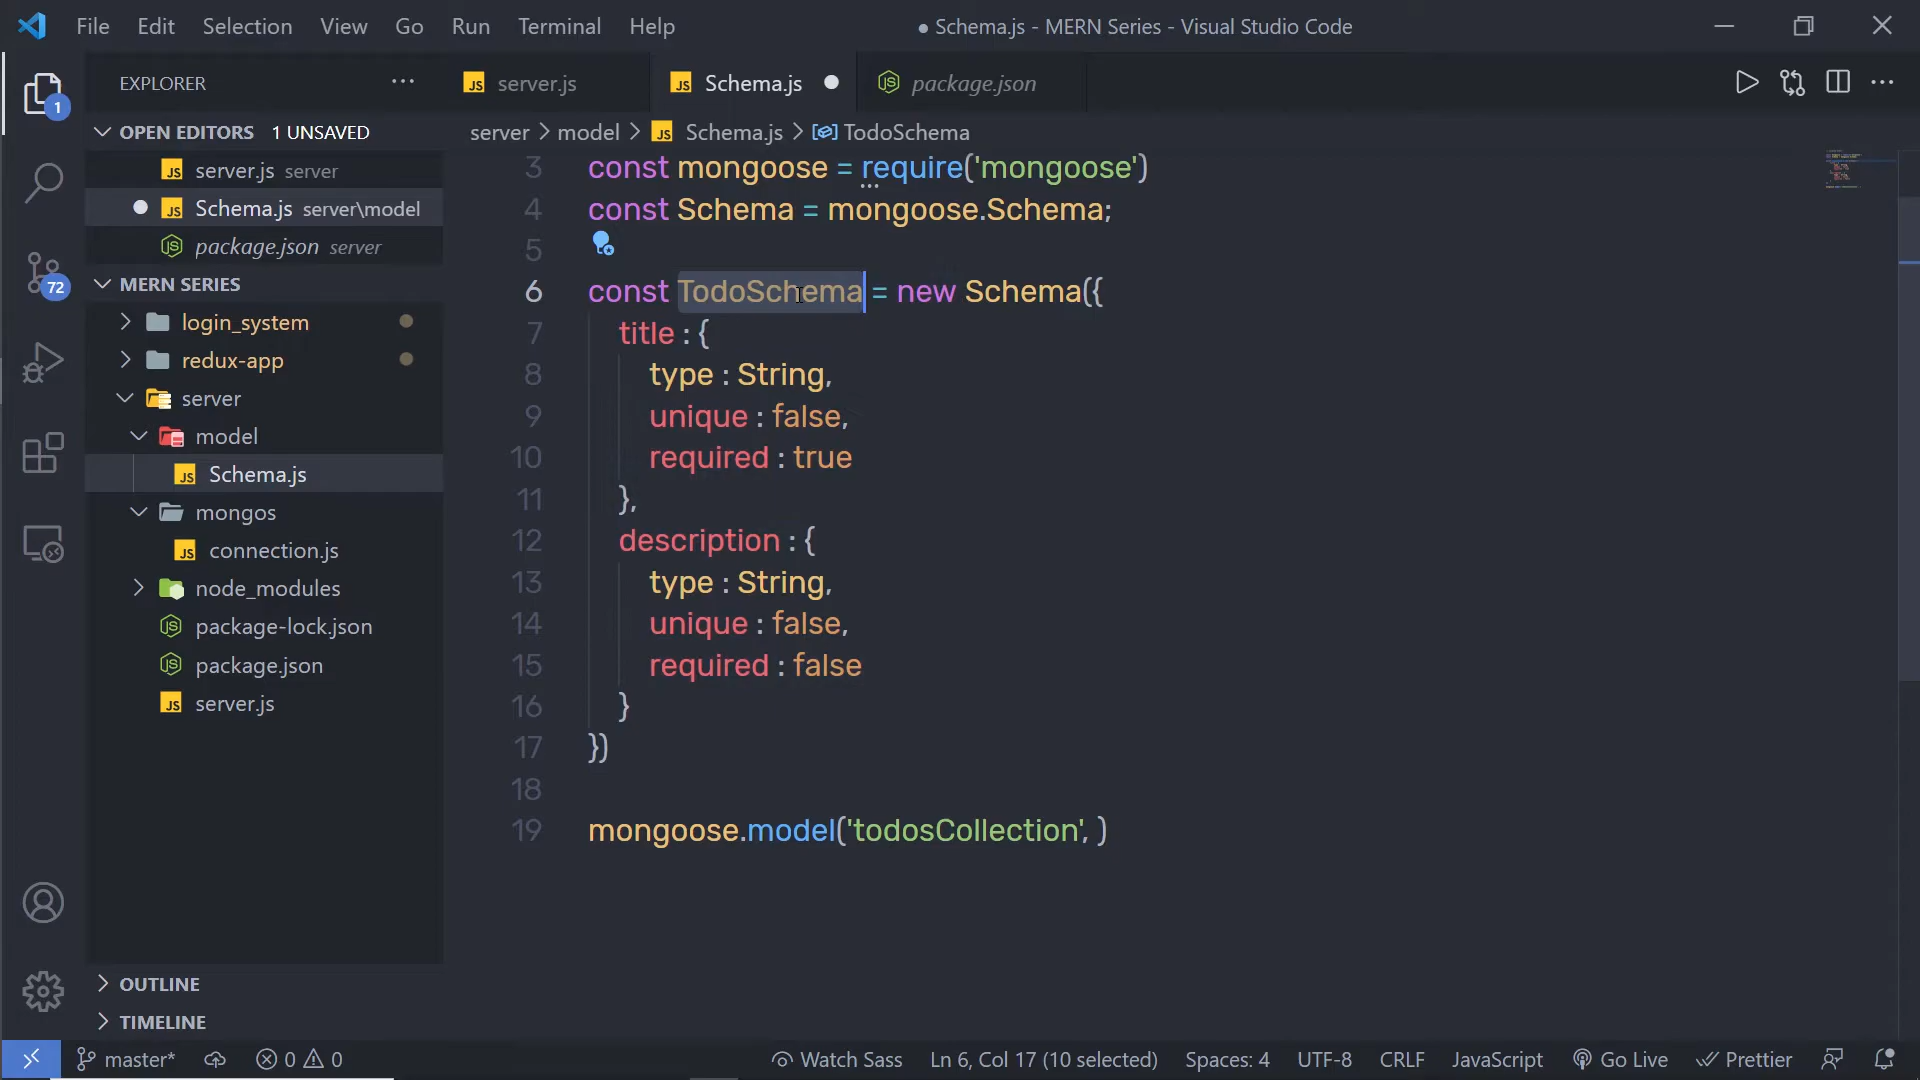 File Edit Selection View Go Run Terminal Help
● Schema.js - MERN Series - Visual Studio Code
EXPLORER
server.js
Schema.js
package.json
OPEN EDITORS 1 UNSAVED
server.js server
Schema.js server\model
package.json server
MERN SERIES
login_system
redux-app
server
model
Schema.js
mongos
connection.js
node_modules
package-lock.json
package.json
server.js
OUTLINE
TIMELINE
1
72
server > model > JS Schema.js > TodoSchema
3 const mongoose = require('mongoose')
4 const Schema = mongoose.Schema;
5
6 const TodoSchema = new Schema({
7 title : {
8 type : String,
9 unique : false,
10 required : true
11 },
12 description : {
13 type : String,
14 unique : false,
15 required : false
16 }
17 })
18
19 mongoose.model('todosCollection', )
master* 0 0 Watch Sass Ln 6, Col 17 (10 selected) Spaces: 4 UTF-8 CRLF JavaScript Go Live Prettier